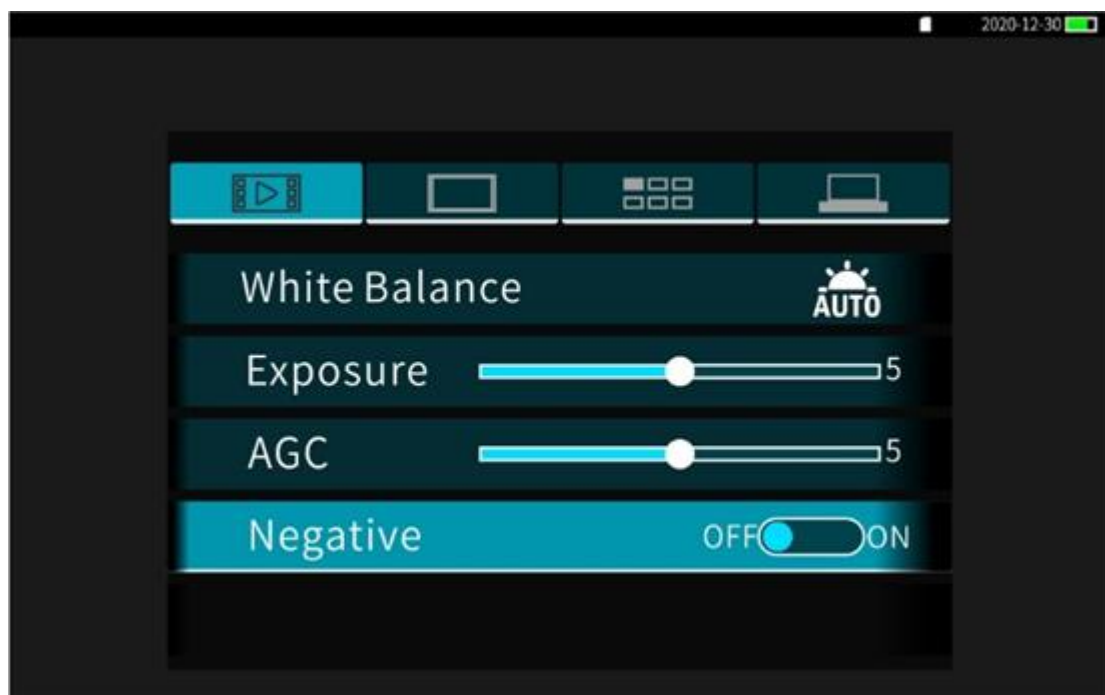 2020-12-30
White Balance
AUTO
Exposure 5
AGC 5
Negative OFF ON